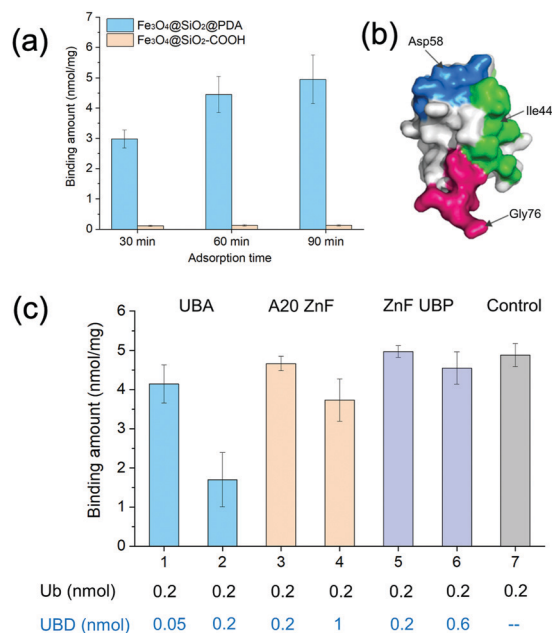 (a)
Fe₃O₄@SiO₂@PDA
Fe₃O₄@SiO₂-COOH
Binding amount (nmol/mg)
7
6
5
4
3
2
1
0
30 min 60 min 90 min
Adsorption time
(b)
Asp58
Ile44
Gly76
(c)
UBA A20 ZnF ZnF UBP Control
Binding amount (nmol/mg)
6
5
4
3
2
1
0
1 2 3 4 5 6 7
Ub (nmol) 0.2 0.2 0.2 0.2 0.2 0.2 0.2
UBD (nmol) 0.05 0.2 0.2 1 0.2 0.6 --